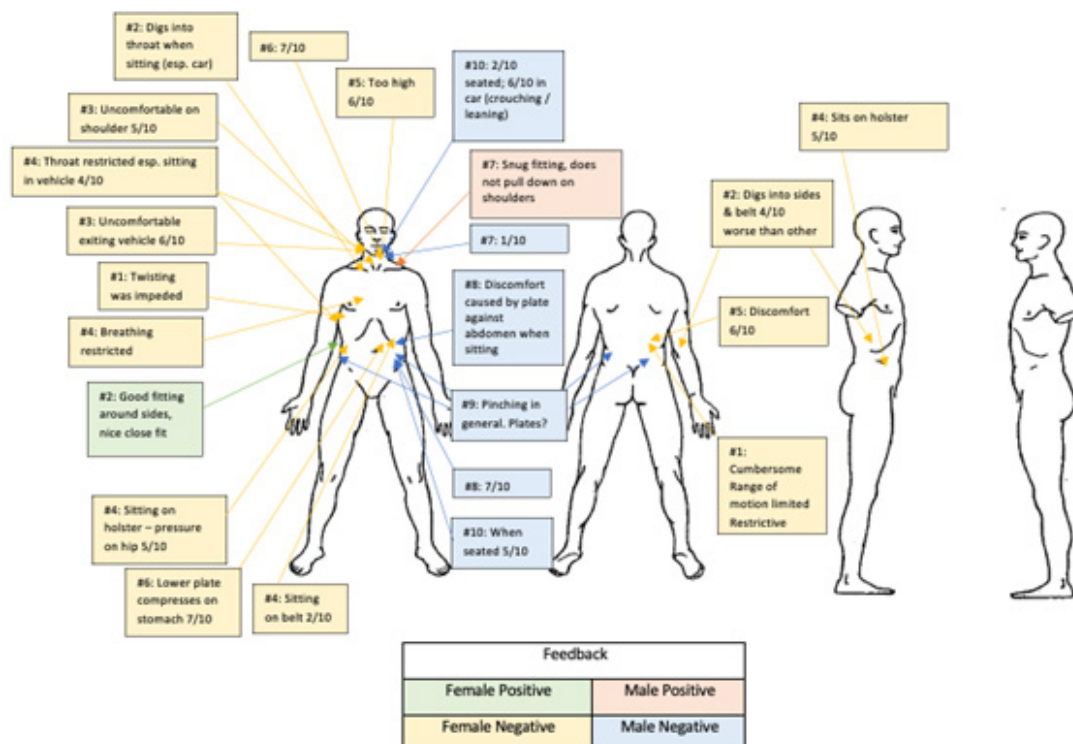 #2: Digs into
throat when
sitting (esp. car)
#6: 7/10
#5: Too high
6/10
#10: 2/10
seated; 6/10 in
car (crouching /
leaning)
#3: Uncomfortable on
shoulder 5/10
#4: Sits on holster
5/10
#4: Throat restricted esp. sitting
in vehicle 4/10
#7: Snug fitting, does
not pull down on
shoulders
#2: Digs into sides
& belt 4/10
worse than other
#3: Uncomfortable
exiting vehicle 6/10
#7: 1/10
#1: Twisting
was impeded
#8: Discomfort
caused by plate
against
abdomen when
sitting
#5: Discomfort
6/10
#4: Breathing
restricted
#2: Good fitting
around sides,
nice close fit
#9: Pinching in
general. Plates?
#1:
Cumbersome
Range of
motion limited
Restrictive
#8: 7/10
#4: Sitting on
holster – pressure
on hip 5/10
#10: When
seated 5/10
#6: Lower plate
compresses on
stomach 7/10
#4: Sitting
on belt 2/10
Feedback
Female Positive
Male Positive
Female Negative
Male Negative